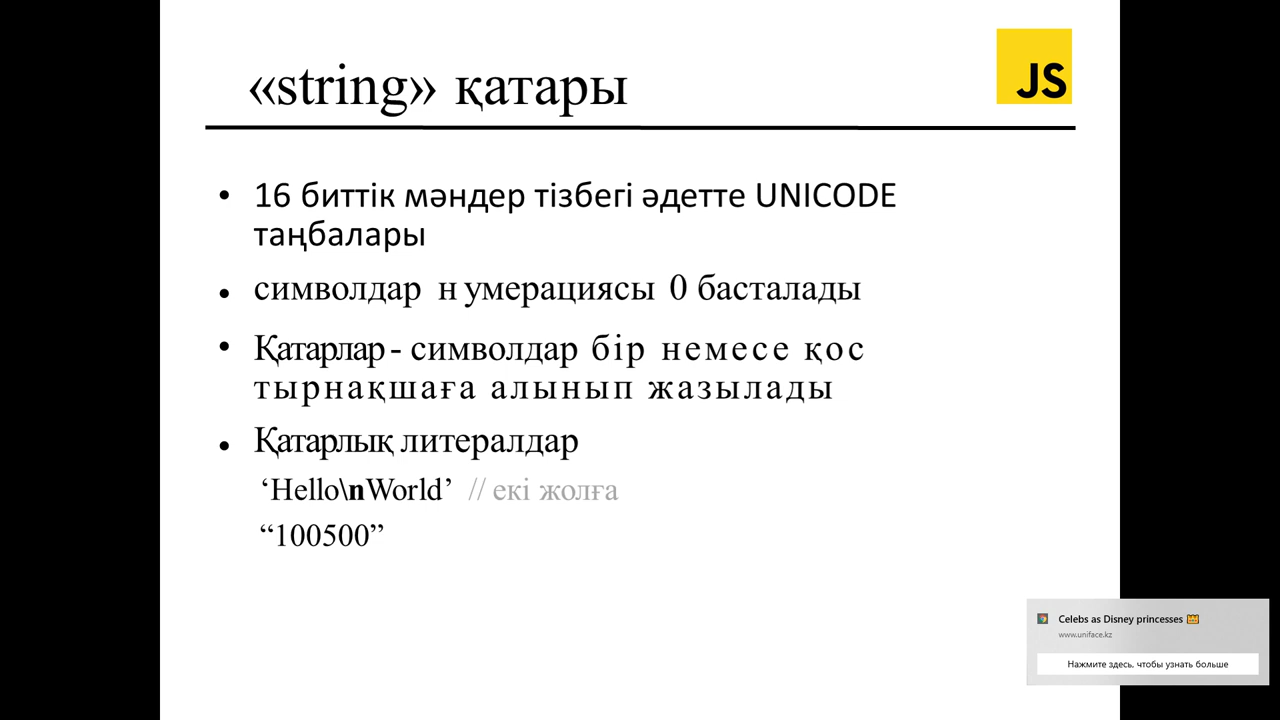 «string» қатары
JS
• 16 биттік мәндер тізбегі әдетте UNICODE
таңбалары
• символдар нумерациясы 0 басталады
• Қатарлар - символдар бір немесе қос
тырнақшаға алынып жазылады
• Қатарлық литералдар
‘Hello\nWorld’ // екі жолға
“100500”
Celebs as Disney princesses 👑
www.uniface.kz
Нажмите здесь, чтобы узнать больше